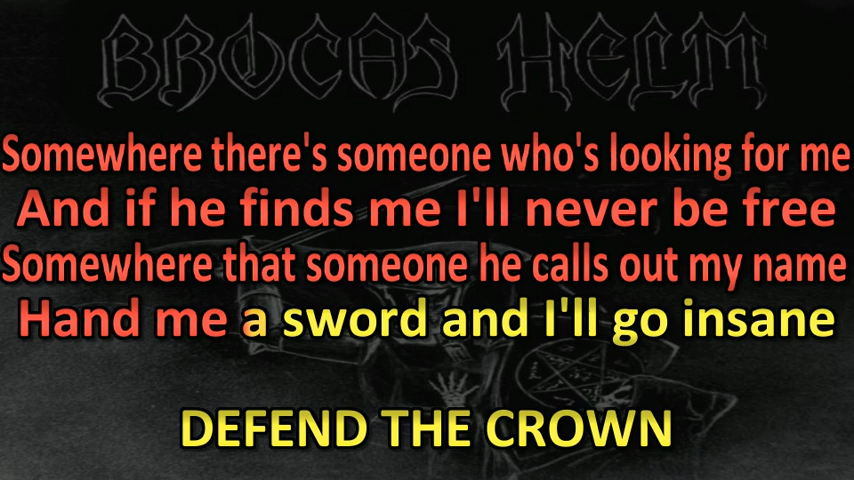 BROCAS HELM
Somewhere there's someone who's looking for me
And if he finds me I'll never be free
Somewhere that someone he calls out my name
Hand me a sword and I'll go insane
DEFEND THE CROWN